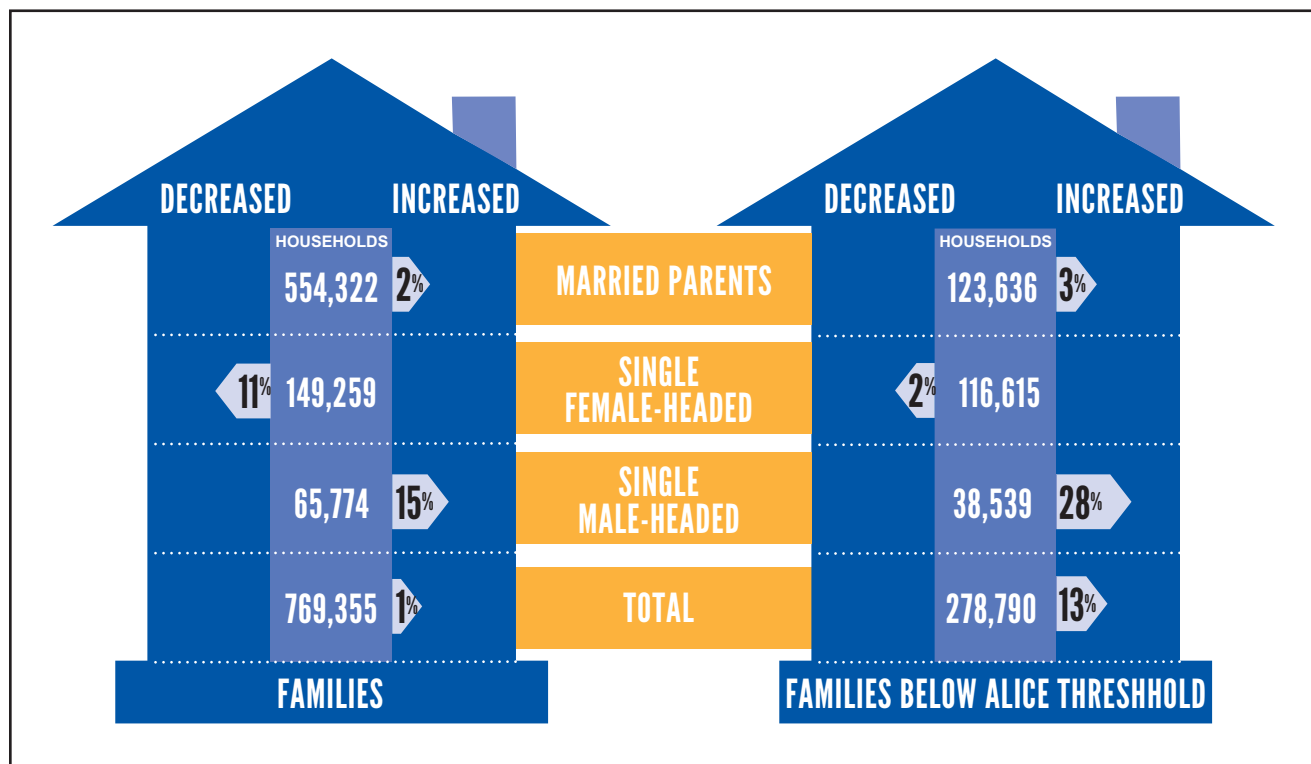 DECREASED INCREASED
HOUSEHOLDS
554,322 2%
11% 149,259
65,774 15%
769,355 1%
FAMILIES
MARRIED PARENTS
SINGLE
FEMALE-HEADED
SINGLE
MALE-HEADED
TOTAL
DECREASED INCREASED
HOUSEHOLDS
123,636 3%
2% 116,615
38,539 28%
278,790 13%
FAMILIES BELOW ALICE THRESHHOLD